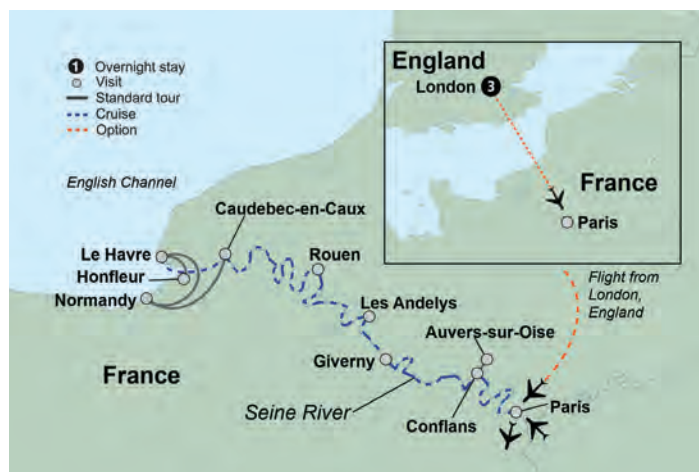 1 Overnight stay
Visit
Standard tour
Cruise
Option
English Channel
England
London 3
France
Paris
Caudebec-en-Caux
Le Havre
Honfleur
Normandy
Rouen
Les Andelys
Flight from
London,
England
Auvers-sur-Oise
Giverny
France
Seine River
Conflans
Paris